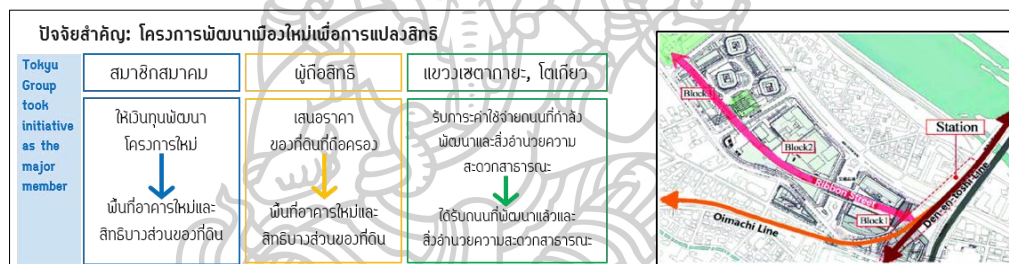 ปัจจัยสำคัญ: โครงการพัฒนาเมืองใหม่เพื่อการแปลงสิทธิ
Tokyu
Group
took
initiative
as the
major
member
สมาชิกสมาคม
ให้เงินทุนพัฒนา
โครงการใหม่
พื้นที่อาคารใหม่และ
สิทธิบางส่วนของที่ดิน
ผู้ถือสิทธิ
เสนอราคา
ของที่ดินที่ถือครอง
พื้นที่อาคารใหม่และ
สิทธิบางส่วนของที่ดิน
แขวงเซตากายะ, โตเกียว
รับภาระค่าใช้จ่ายถนนที่กำลัง
พัฒนาและสิ่งอำนวยความ
สะดวกสาธารณะ
ได้รับถนนที่พัฒนาแล้วและ
สิ่งอำนวยความสะดวกสาธารณะ
Block3
Block2
Station
Ribbon Street
Block1
Oimachi Line
Den-en-toshi-Line